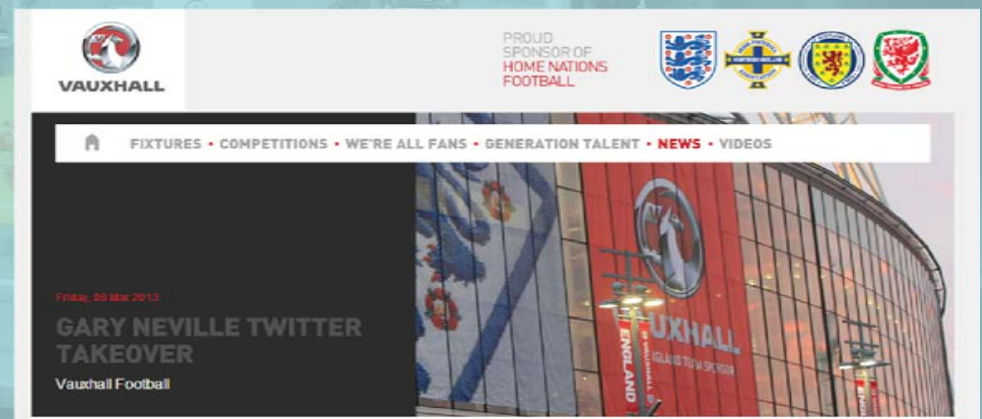 VAUXHALL
PROUD
SPONSOR OF
HOME NATIONS
FOOTBALL
FIXTURES • COMPETITIONS • WE'RE ALL FANS • GENERATION TALENT • NEWS • VIDEOS
Friday, 08 Mar 2013
GARY NEVILLE TWITTER
TAKEOVER
Vauxhall Football
UXHALL
ENGLAND